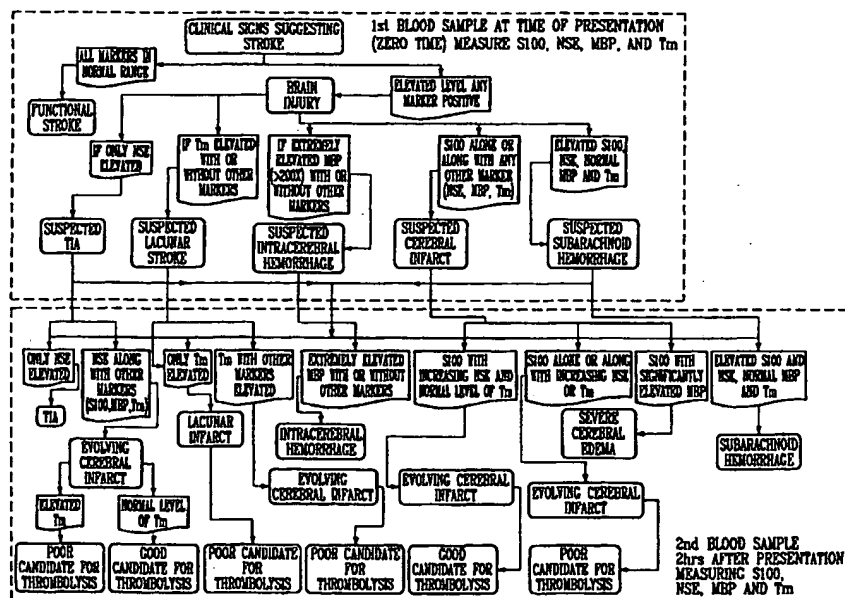 CLINICAL SIGNS SUGGESTING
STROKE
1st BLOOD SAMPLE AT TIME OF PRESENTATION
(ZERO TIME) MEASURE S100, NSE, MBP, AND Tm
ALL MARKERS IN
NORMAL RANGE
ELEVATED LEVEL ANY
MARKER POSITIVE
BRAIN
INJURY
FUNCTIONAL
STROKE
IF ONLY NSE
ELEVATED
IF Tm ELEVATED
WITH OR
WITHOUT OTHER
MARKERS
IF EXTREMELY
ELEVATED MBP
(>200X) WITH OR
WITHOUT OTHER
MARKERS
S100 ALONE OR
ALONG WITH ANY
OTHER MARKER
(NSE, MBP, Tm)
ELEVATED S100,
NSE, NORMAL
MBP AND Tm
SUSPECTED
TIA
SUSPECTED
LACUNAR
STROKE
SUSPECTED
INTRACEREBRAL
HEMORRHAGE
SUSPECTED
CEREBRAL
INFARCT
SUSPECTED
SUBARACHNOID
HEMORRHAGE
ONLY NSE
ELEVATED
NSE ALONG
WITH OTHER
MARKERS
(S100,MBP,Tm)
ONLY Tm
ELEVATED
Tm WITH OTHER
MARKERS
ELEVATED
EXTREMELY ELEVATED
MBP WITH OR WITHOUT
OTHER MARKERS
S100 WITH
INCREASING NSE AND
NORMAL LEVEL OF Tm
S100 ALONE OR ALONG
WITH INCREASING NSE
OR Tm
S100 WITH
SIGNIFICANTLY
ELEVATED MBP
ELEVATED S100 AND
NSE, NORMAL MBP
AND Tm
TIA
LACUNAR
INFARCT
INTRACEREBRAL
HEMORRHAGE
SEVERE
CEREBRAL
EDEMA
SUBARACHNOID
HEMORRHAGE
EVOLVING
CEREBRAL
INFARCT
EVOLVING
CEREBRAL INFARCT
EVOLVING CEREBRAL
INFARCT
EVOLVING CEREBRAL
INFARCT
ELEVATED
Tm
NORMAL LEVEL
OF Tm
POOR
CANDIDATE FOR
THROMBOLYSIS
GOOD
CANDIDATE FOR
THROMBOLYSIS
POOR CANDIDATE
FOR
THROMBOLYSIS
POOR CANDIDATE
FOR
THROMBOLYSIS
GOOD
CANDIDATE FOR
THROMBOLYSIS
POOR
CANDIDATE FOR
THROMBOLYSIS
2nd BLOOD SAMPLE
2hrs AFTER PRESENTATION
MEASURING S100,
NSE, MBP AND Tm